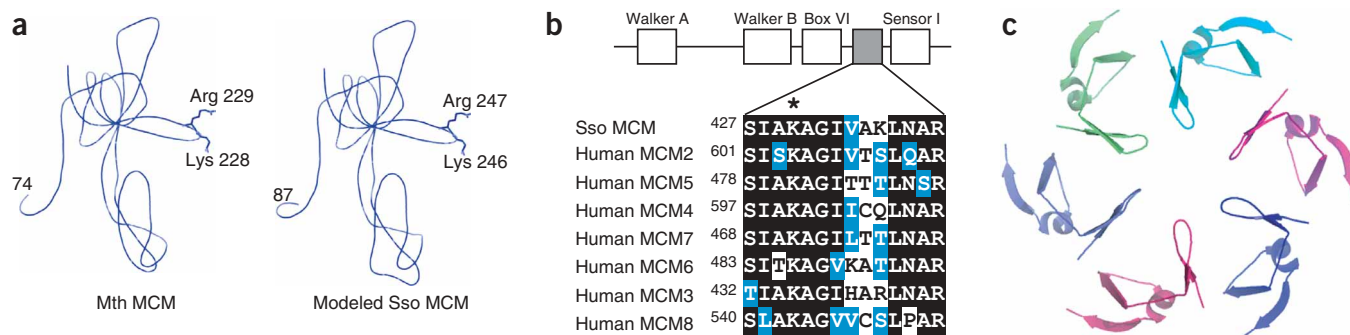 a
Arg 229
Lys 228
74
Mth MCM
Arg 247
Lys 246
87
Modeled Sso MCM
b
Walker A Walker B Box VI Sensor I
*
Sso MCM 427 SIAKAGIVAKLNAR
Human MCM2 601 SISKAGIVTSLQAR
Human MCM5 478 SIAKAGITTTLNSR
Human MCM4 597 SIAKAGIICQLNAR
Human MCM7 468 SIAKAGILTTLNAR
Human MCM6 483 SITKAGVKATLNAR
Human MCM3 432 TIAKAGIHARLNAR
Human MCM8 540 SLAKAGVVCSLPAR
c